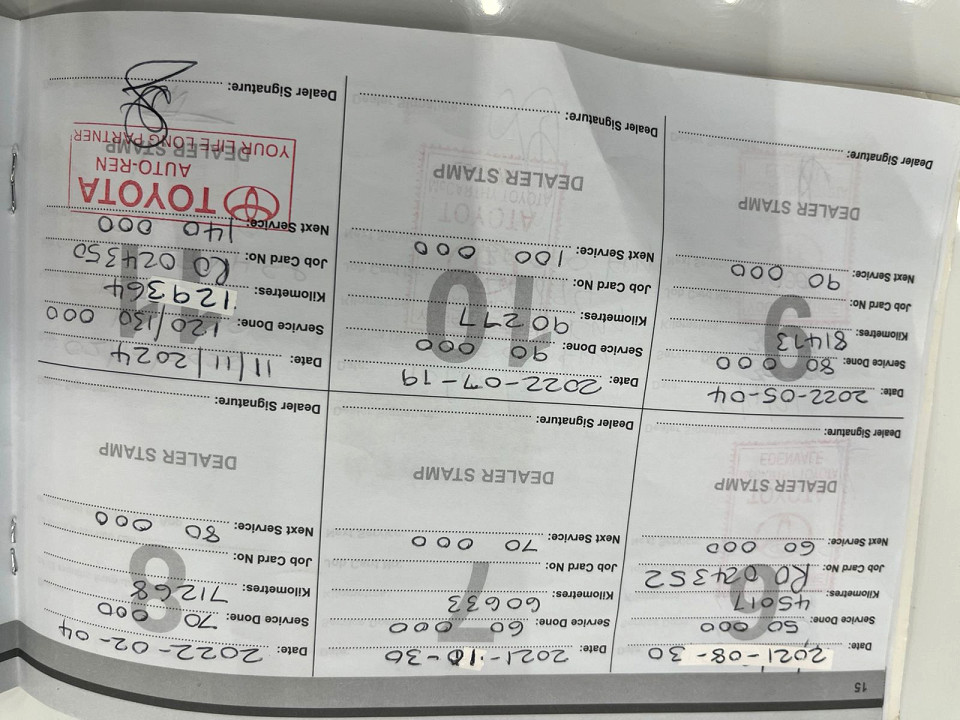 15
6
Date: 2021-08-30
Service Done: 50 000
Kilometres: 45017
Job Card No: RO 024352
Next Service: 60 000
DEALER STAMP
Dealer Signature:
7
Date: 2021-10-30
Service Done: 60 000
Kilometres: 60633
Job Card No:
Next Service: 70 000
DEALER STAMP
Dealer Signature:
8
Date: 2022-02-04
Service Done: 70 000
Kilometres: 71268
Job Card No:
Next Service: 80 000
DEALER STAMP
Dealer Signature:
9
Date: 2022-05-04
Service Done: 80 000
Kilometres: 81473
Job Card No:
Next Service: 90 000
DEALER STAMP
Dealer Signature:
10
Date: 2022-07-19
Service Done: 90 000
Kilometres: 90277
Job Card No:
Next Service: 100 000
DEALER STAMP
Dealer Signature:
11
Date: 11/11/2024
Service Done: 120/130 000
Kilometres: 129364
Job Card No: RO 024350
Next Service: 140 000
TOYOTA
AUTO-REN
DEALER STAMP
YOUR LIFE LONG PARTNER
Dealer Signature: